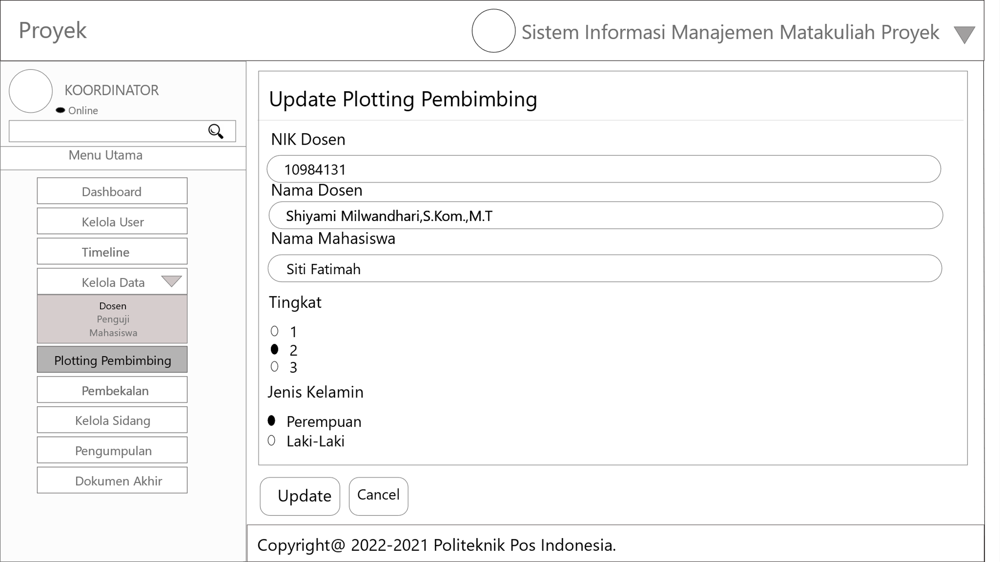 Proyek
Sistem Informasi Manajemen Matakuliah Proyek
KOORDINATOR
Online
Menu Utama
Dashboard
Kelola User
Timeline
Kelola Data
Dosen
Penguji
Mahasiswa
Plotting Pembimbing
Pembekalan
Kelola Sidang
Pengumpulan
Dokumen Akhir
Update Plotting Pembimbing
NIK Dosen
10984131
Nama Dosen
Shiyami Milwandhari,S.Kom.,M.T
Nama Mahasiswa
Siti Fatimah
Tingkat
1
2
3
Jenis Kelamin
Perempuan
Laki-Laki
Update
Cancel
Copyright@ 2022-2021 Politeknik Pos Indonesia.